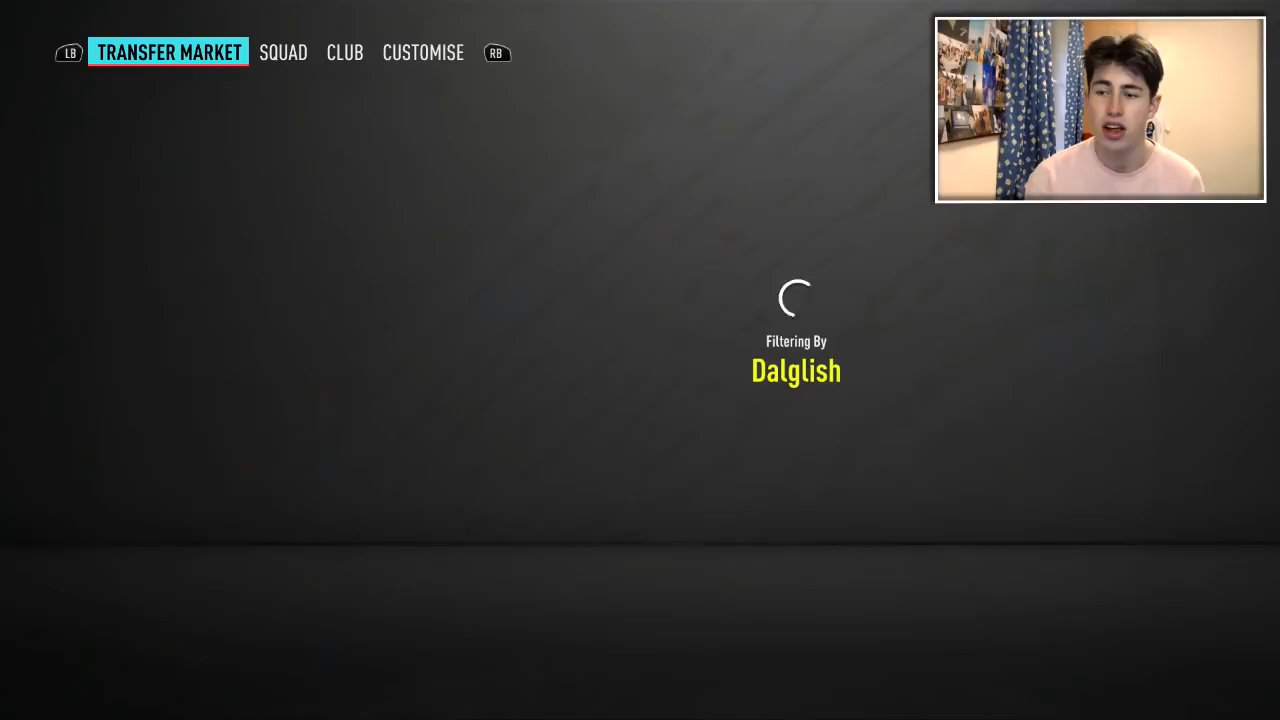 LB TRANSFER MARKET SQUAD CLUB CUSTOMISE RB
Filtering By
Dalglish